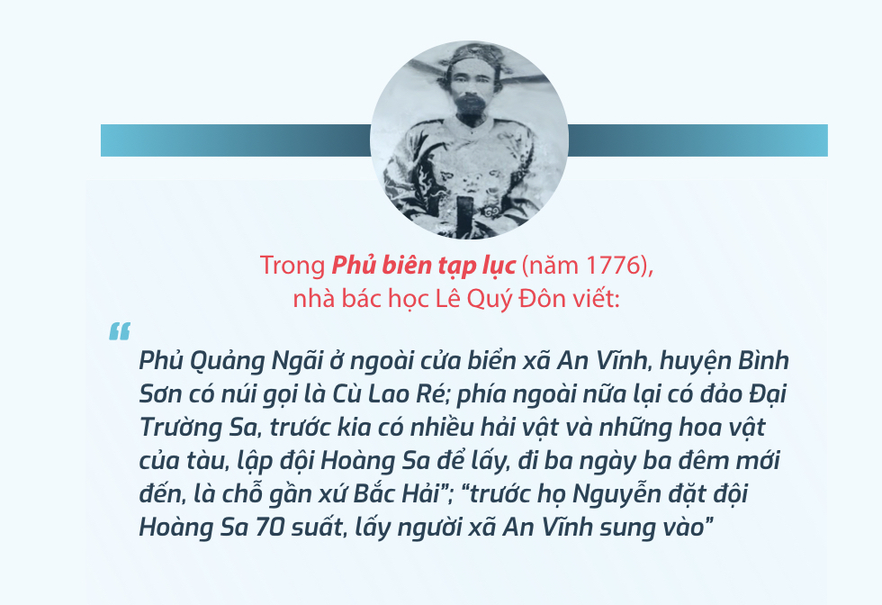 Trong Phủ biên tạp lục (năm 1776),
nhà bác học Lê Quý Đôn viết:
“
Phủ Quảng Ngãi ở ngoài cửa biển xã An Vĩnh, huyện Bình
Sơn có núi gọi là Cù Lao Ré; phía ngoài nữa lại có đảo Đại
Trường Sa, trước kia có nhiều hải vật và những hoa vật
của tàu, lập đội Hoàng Sa để lấy, đi ba ngày ba đêm mới
đến, là chỗ gần xứ Bắc Hải”; “trước họ Nguyễn đặt đội
Hoàng Sa 70 suất, lấy người xã An Vĩnh sung vào”